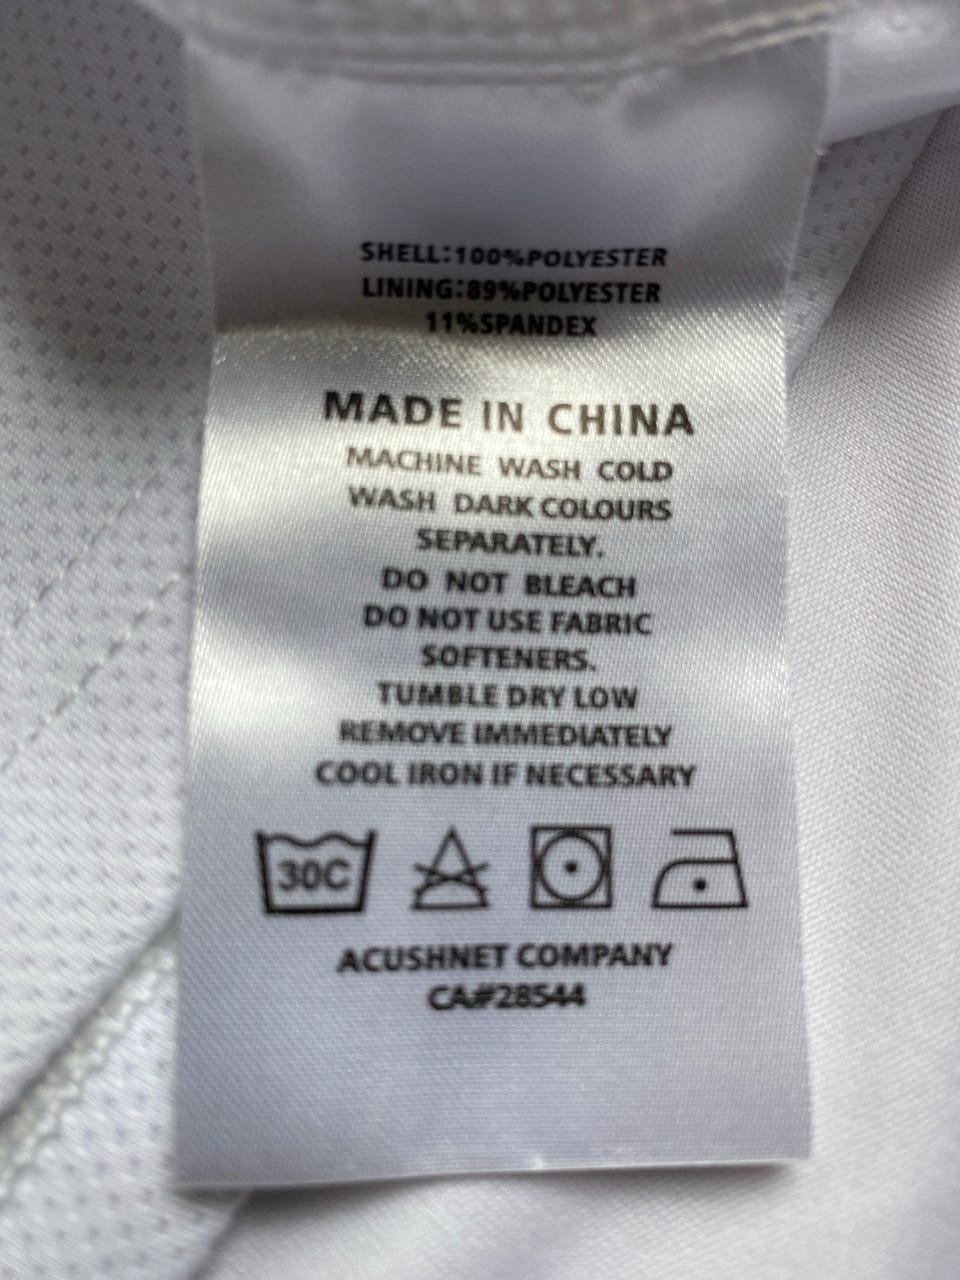 SHELL:100%POLYESTER
LINING:89%POLYESTER
11%SPANDEX
MADE IN CHINA
MACHINE WASH COLD
WASH DARK COLOURS
SEPARATELY.
DO NOT BLEACH
DO NOT USE FABRIC
SOFTENERS.
TUMBLE DRY LOW
REMOVE IMMEDIATELY
COOL IRON IF NECESSARY
30C
ACUSHNET COMPANY
CA#28544